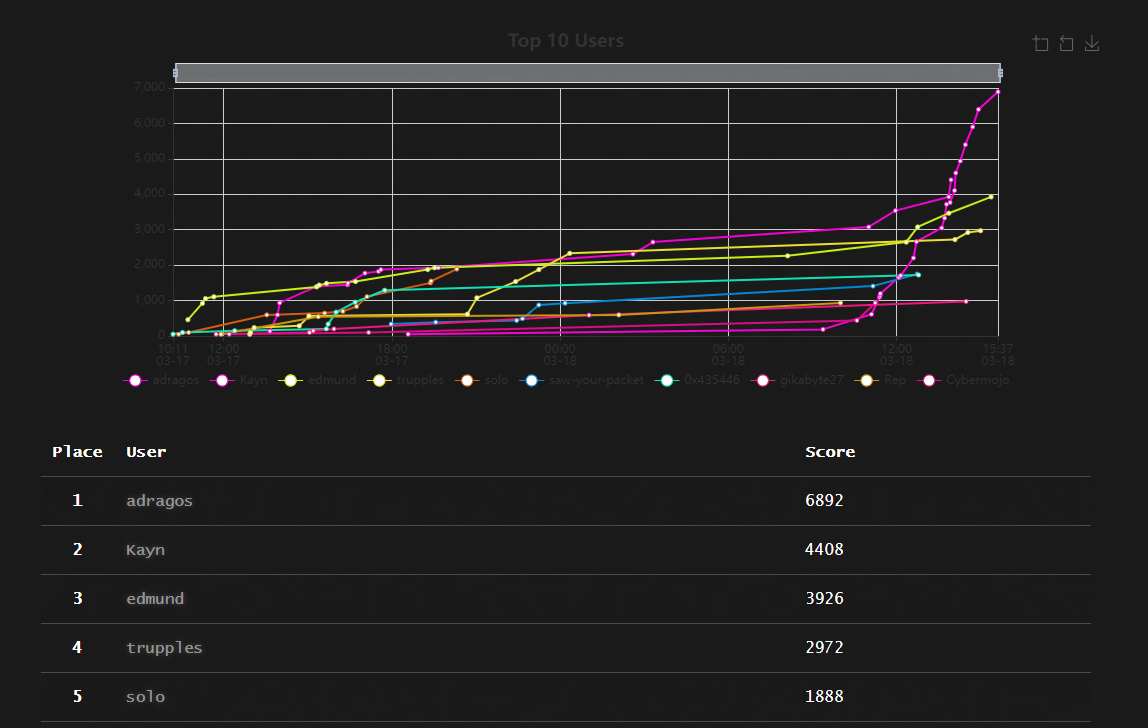 Top 10 Users
7,000
6,000
5,000
4,000
3,000
2,000
1,000
0
10:11 12:00 18:00 00:00 06:00 12:00 15:37
03-17 03-17 03-17 03-18 03-18 03-18 03-18
adragos Kayn edmund trupples solo saw-your-packet 0x435446 gikabyte27 Rep Cybermojo
Place User Score
1 adragos 6892
2 Kayn 4408
3 edmund 3926
4 trupples 2972
5 solo 1888